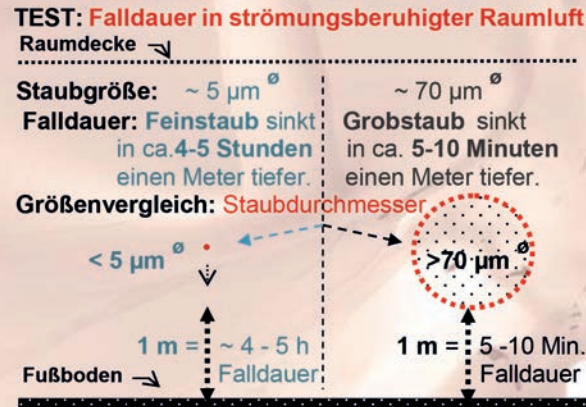 TEST: Falldauer in strömungsberuhigter Raumluft
Raumdecke
Staubgröße: ~ 5 µm ø ~ 70 µm ø
Falldauer: Feinstaub sinkt Grobstaub sinkt
in ca.4-5 Stunden in ca. 5-10 Minuten
einen Meter tiefer. einen Meter tiefer.
Größenvergleich: Staubdurchmesser
< 5 µm ø >70 µm ø
1 m = ~ 4 - 5 h 1 m = 5 -10 Min.
Fußboden Falldauer Falldauer